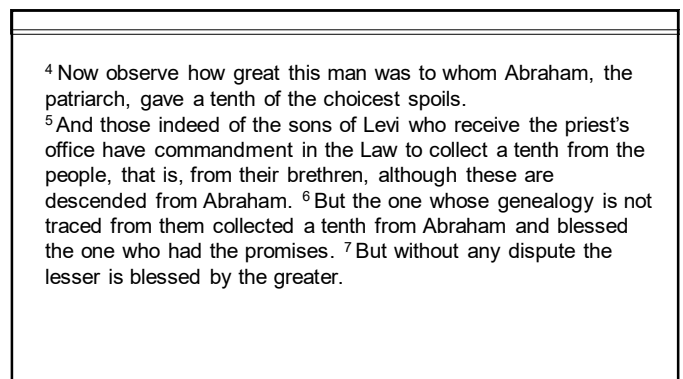 4 Now observe how great this man was to whom Abraham, the
patriarch, gave a tenth of the choicest spoils.
5 And those indeed of the sons of Levi who receive the priest’s
office have commandment in the Law to collect a tenth from the
people, that is, from their brethren, although these are
descended from Abraham. 6 But the one whose genealogy is not
traced from them collected a tenth from Abraham and blessed
the one who had the promises. 7 But without any dispute the
lesser is blessed by the greater.